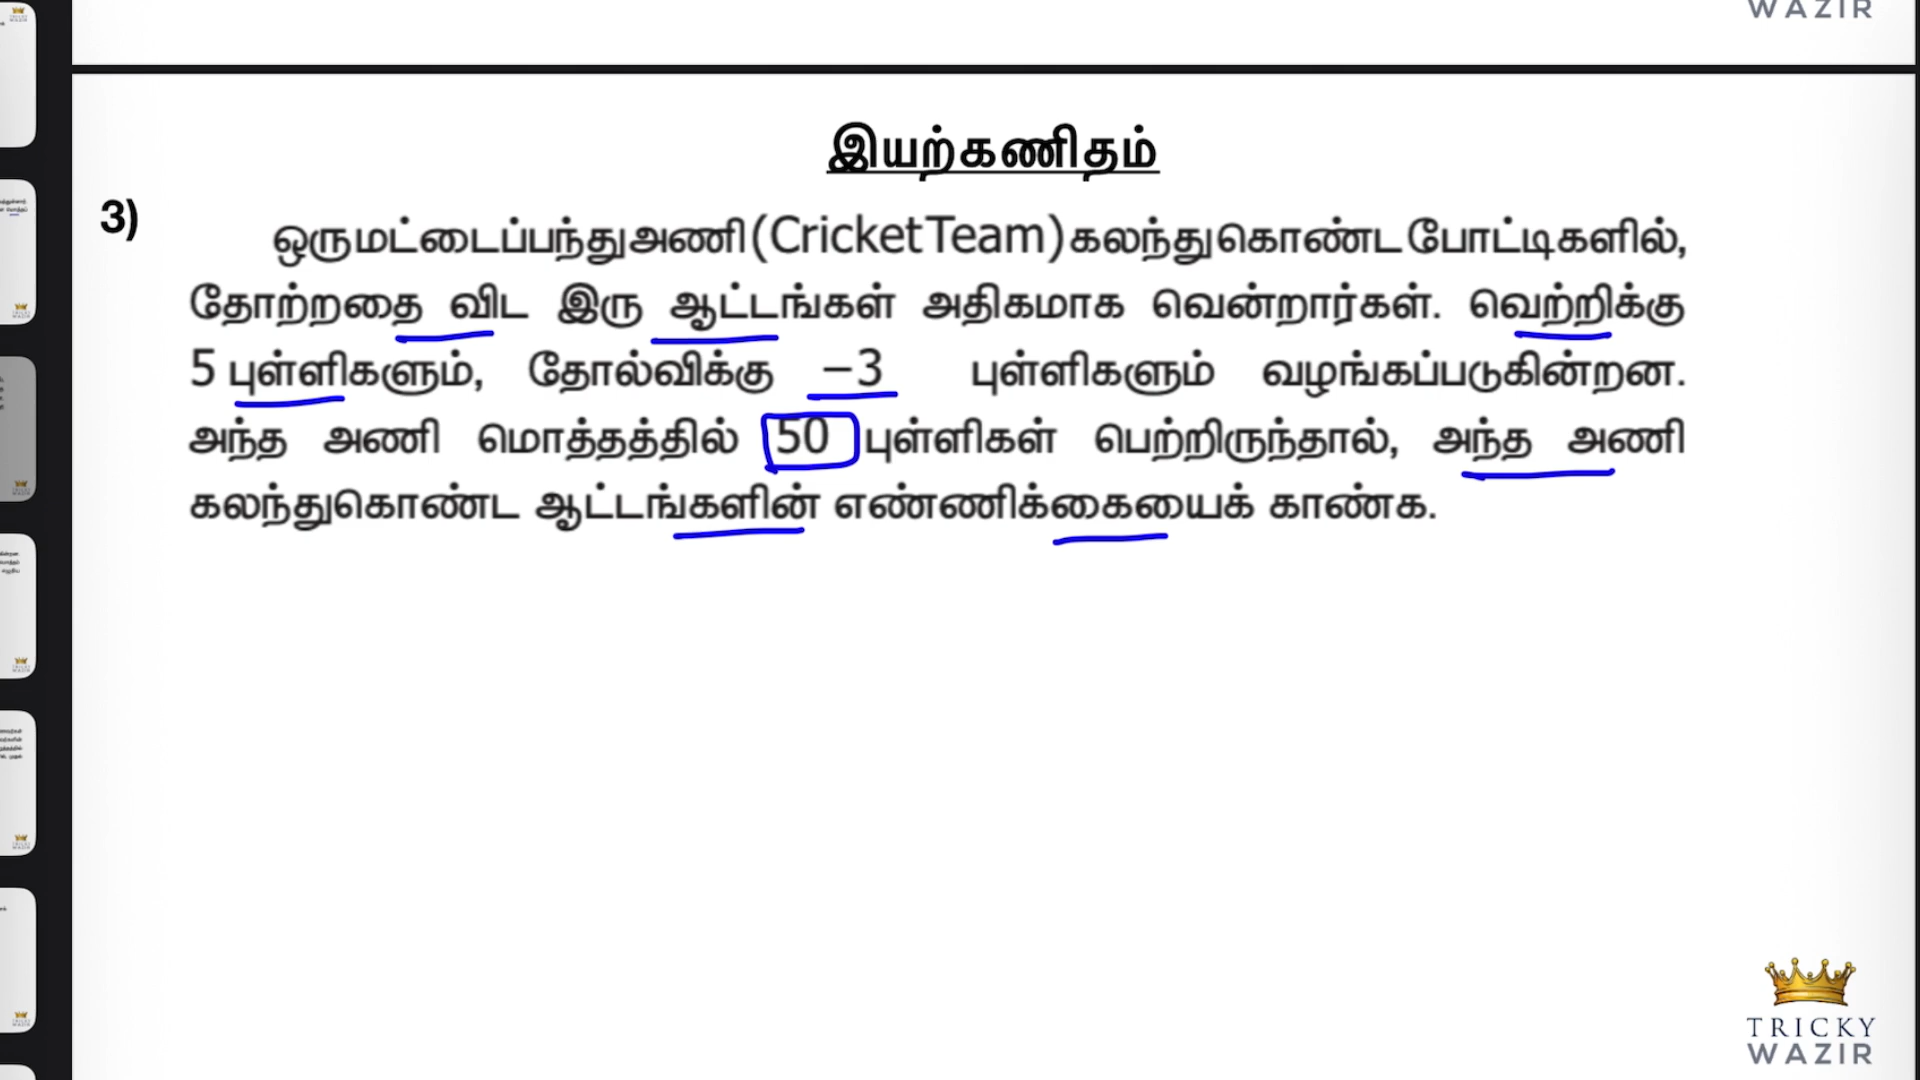 WAZIR
இயற்கணிதம்
3)
ஒரு மட்டைப்பந்து அணி (Cricket Team) கலந்து கொண்ட போட்டிகளில்,
தோற்றதை விட இரு ஆட்டங்கள் அதிகமாக வென்றார்கள். வெற்றிக்கு
5 புள்ளிகளும், தோல்விக்கு −3 புள்ளிகளும் வழங்கப்படுகின்றன.
அந்த அணி மொத்தத்தில் 50 புள்ளிகள் பெற்றிருந்தால், அந்த அணி
கலந்துகொண்ட ஆட்டங்களின் எண்ணிக்கையைக் காண்க.
TRICKY
WAZIR